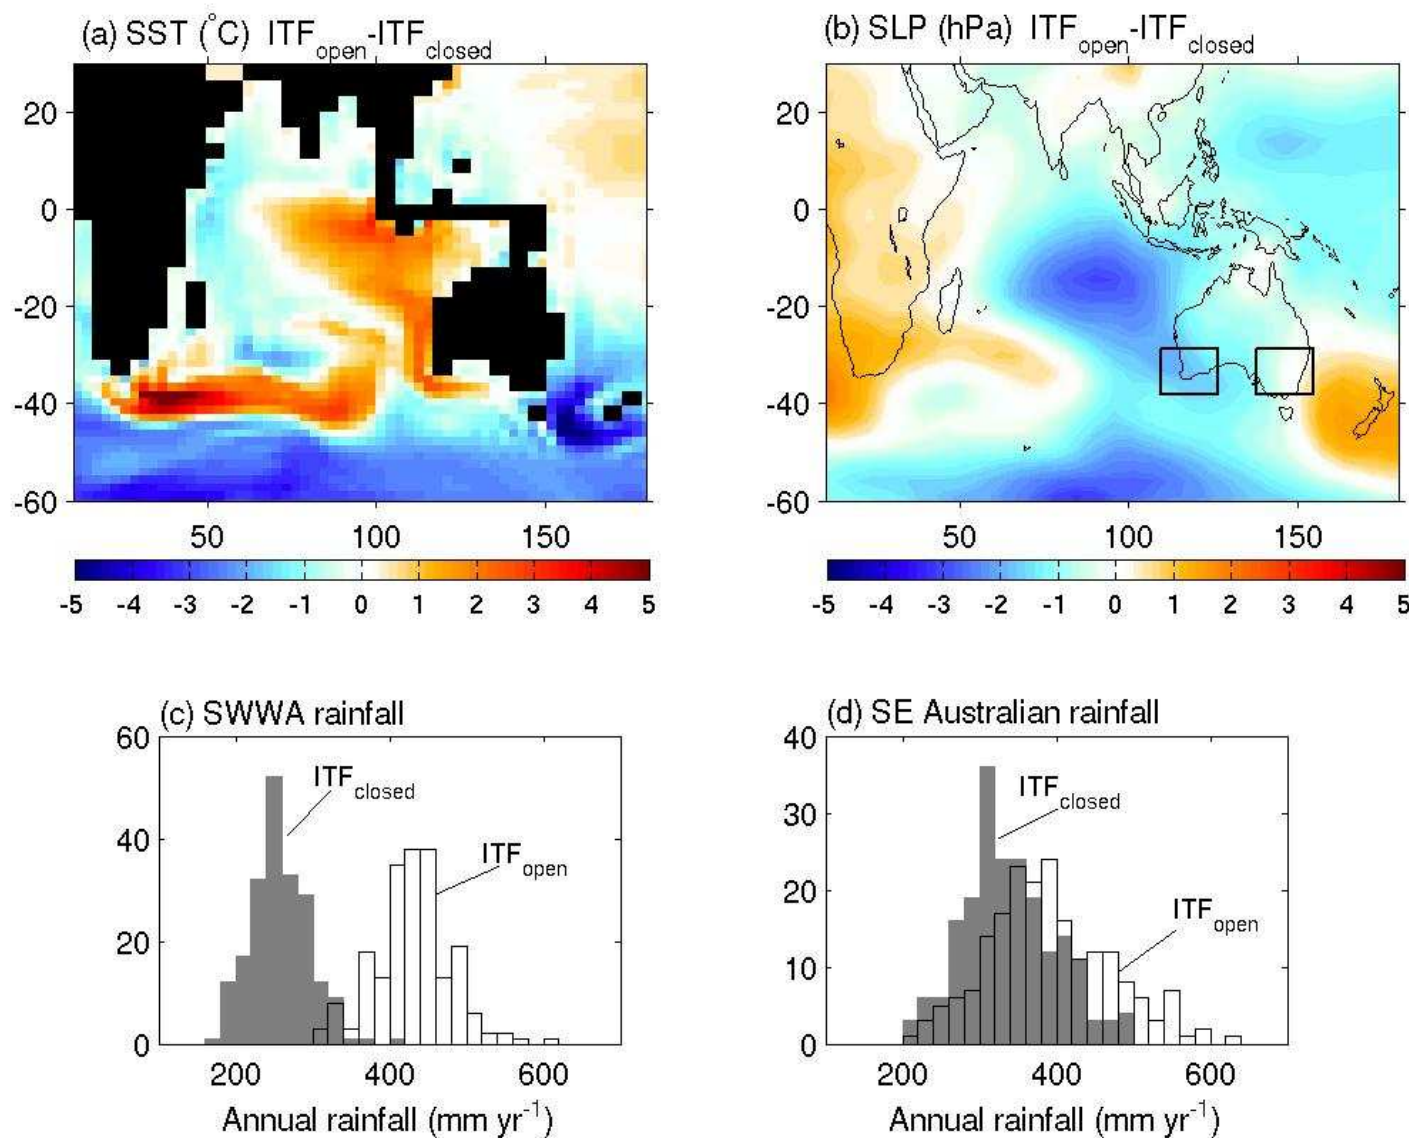 (a) SST (°C) ITFopen-ITFclosed
(b) SLP (hPa) ITFopen-ITFclosed
20
0
-20
-40
-60
50 100 150
-5 -4 -3 -2 -1 0 1 2 3 4 5
20
0
-20
-40
-60
50 100 150
-5 -4 -3 -2 -1 0 1 2 3 4 5
(c) SWWA rainfall
60
40
20
0
ITFclosed
ITFopen
200 400 600
Annual rainfall (mm yr-1)
(d) SE Australian rainfall
40
30
20
10
0
ITFclosed
ITFopen
200 400 600
Annual rainfall (mm yr-1)